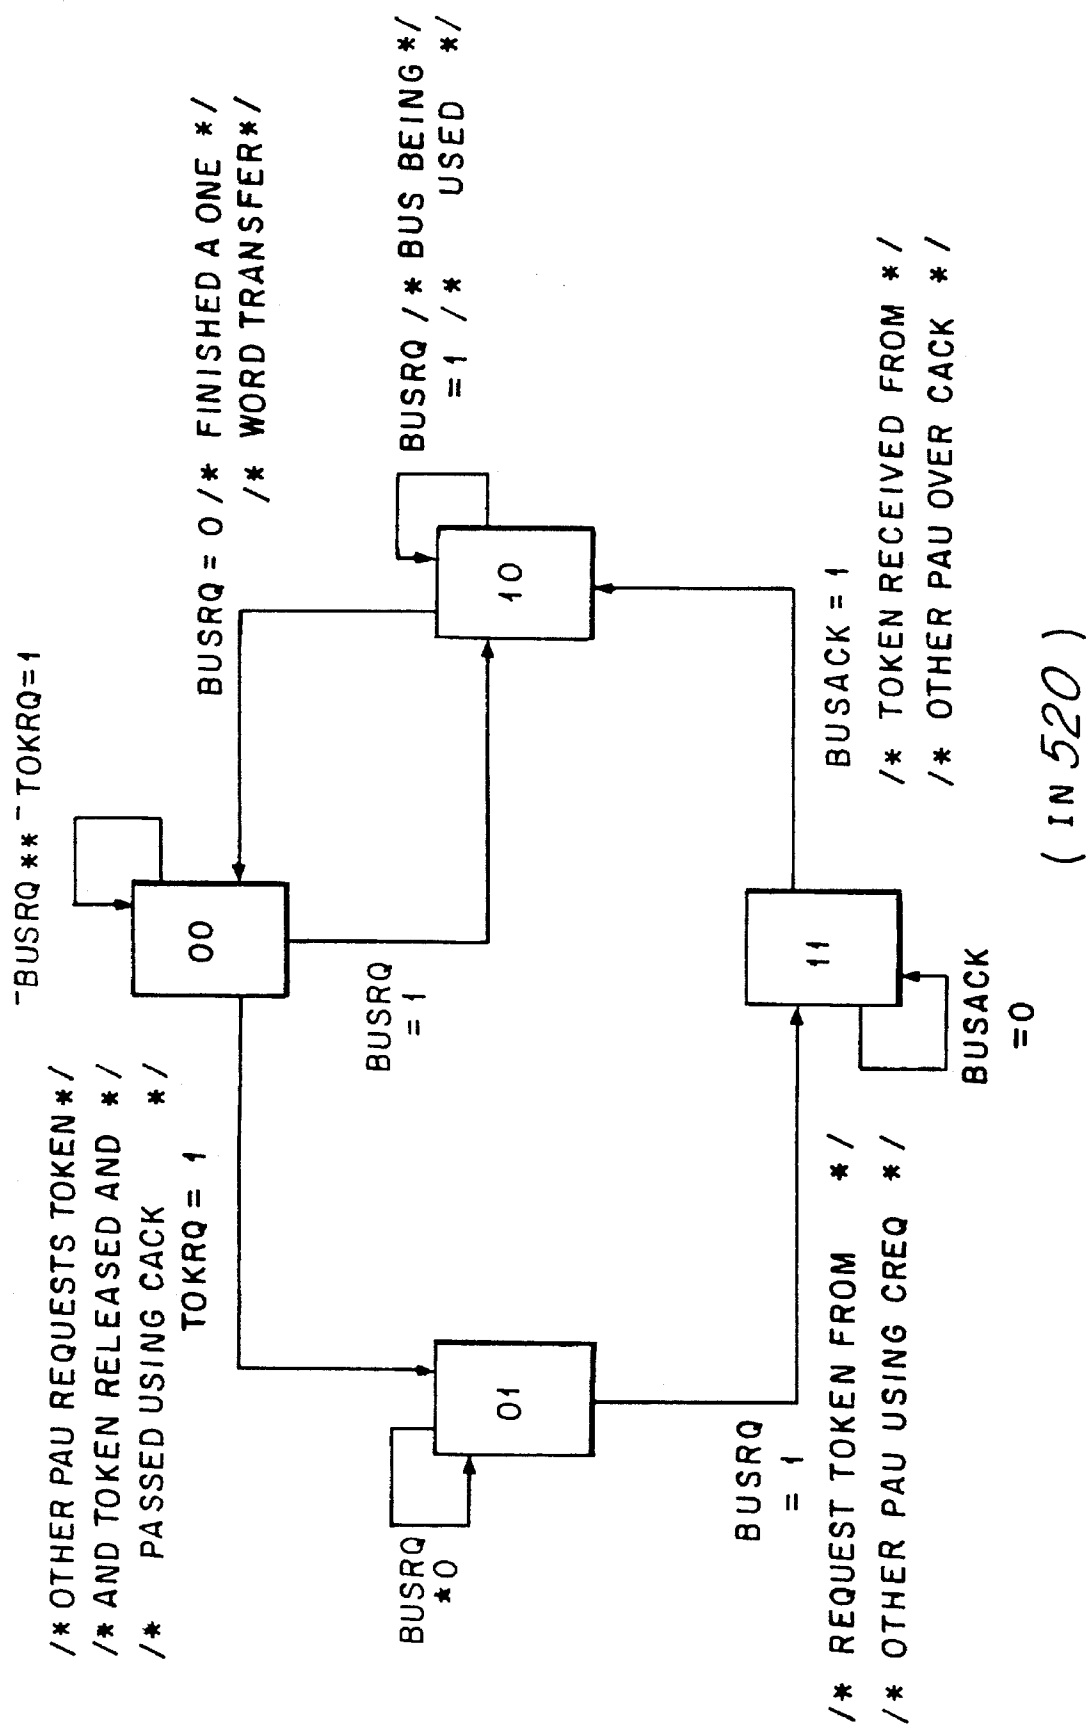 ¯BUSRQ ** ¯TOKRQ=1
/* OTHER PAU REQUESTS TOKEN */
/* AND TOKEN RELEASED AND */
/* PASSED USING CACK */
TOKRQ = 1
00
BUSRQ = 0 /* FINISHED A ONE */
/* WORD TRANSFER */
BUSRQ
= 1
BUSRQ /* BUS BEING */
= 1 /* USED */
10
BUSRQ
*0
01
BUSRQ
= 1
/* REQUEST TOKEN FROM */
/* OTHER PAU USING CREQ */
11
BUSACK
=0
BUSACK = 1
/* TOKEN RECEIVED FROM */
/* OTHER PAU OVER CACK */
( IN 520 )